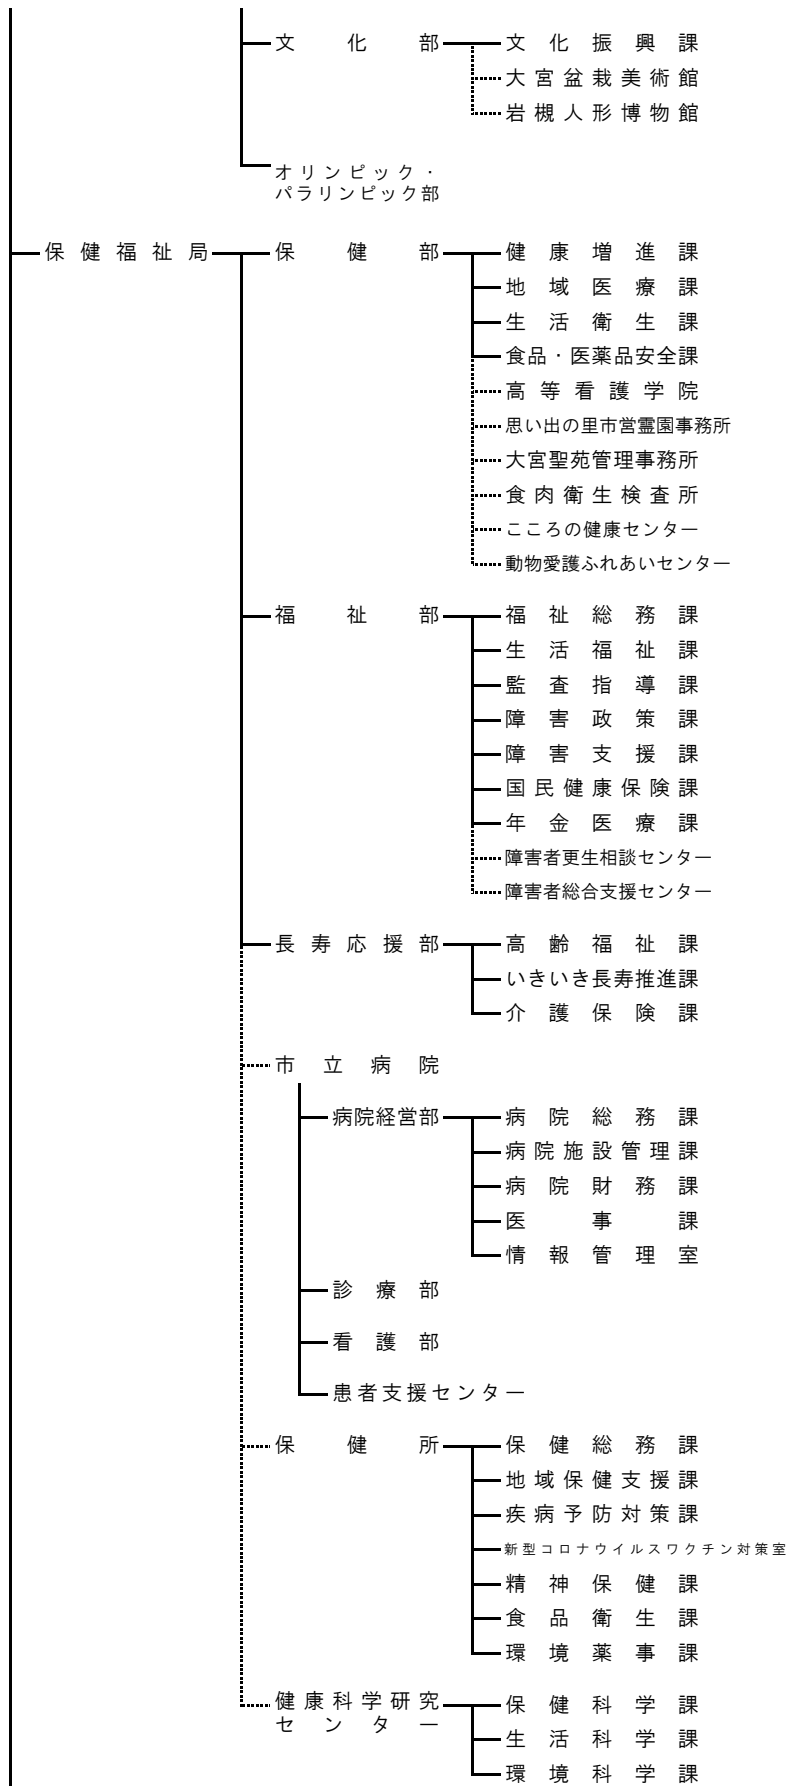 文化部 文化振興課
大宮盆栽美術館
岩槻人形博物館
オリンピック・
パラリンピック部
保健福祉局 保健部 健康増進課
地域医療課
生活衛生課
食品・医薬品安全課
高等看護学院
思い出の里市営霊園事務所
大宮聖苑管理事務所
食肉衛生検査所
こころの健康センター
動物愛護ふれあいセンター
福祉部 福祉総務課
生活福祉課
監査指導課
障害政策課
障害支援課
国民健康保険課
年金医療課
障害者更生相談センター
障害者総合支援センター
長寿応援部 高齢福祉課
いきいき長寿推進課
介護保険課
市立病院
病院経営部 病院総務課
病院施設管理課
病院財務課
医事課
情報管理室
診療部
看護部
患者支援センター
保健所 保健総務課
地域保健支援課
疾病予防対策課
新型コロナウイルスワクチン対策室
精神保健課
食品衛生課
環境薬事課
健康科学研究 保健科学課
センター 生活科学課
環境科学課